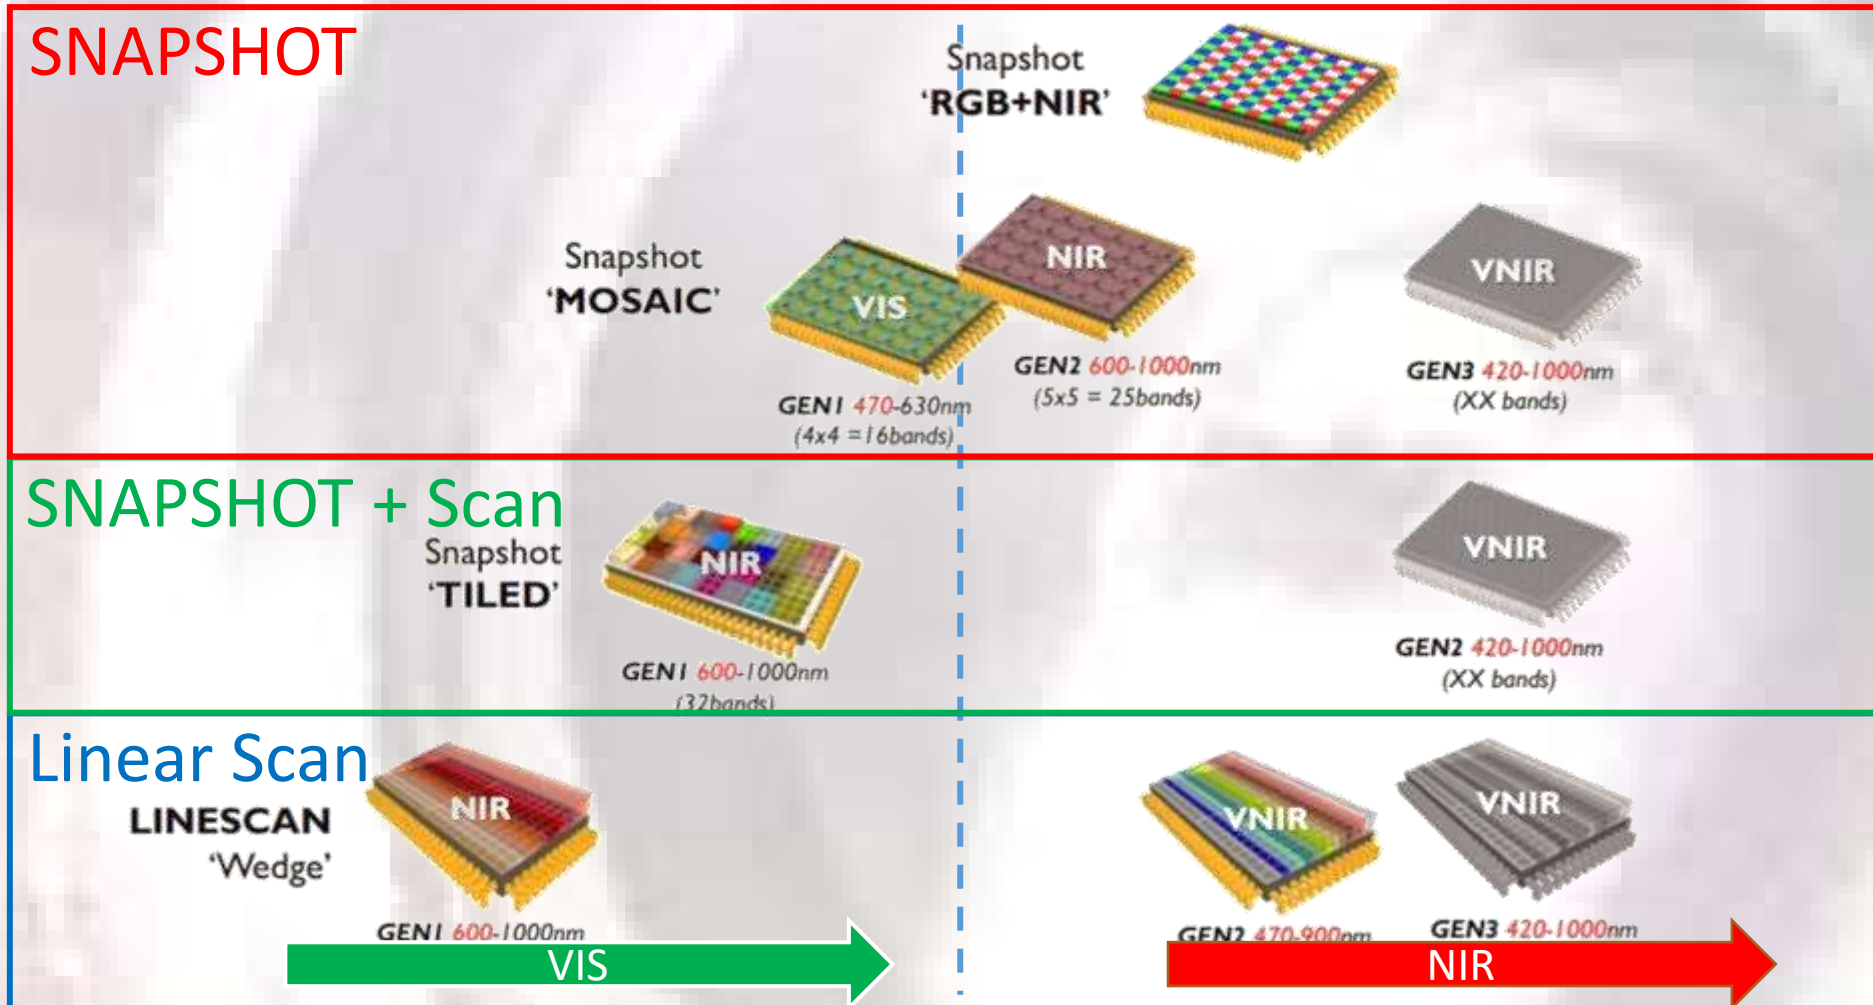 SNAPSHOT
Snapshot
‘RGB+NIR’
Snapshot
‘MOSAIC’
VIS
NIR
VNIR
GEN1 470-630nm
(4x4 =16bands)
GEN2 600-1000nm
(5x5 = 25bands)
GEN3 420-1000nm
(XX bands)
SNAPSHOT + Scan
Snapshot
‘TILED’
NIR
VNIR
GEN1 600-1000nm
(32bands)
GEN2 420-1000nm
(XX bands)
Linear Scan
LINESCAN
‘Wedge’
NIR
VNIR
VNIR
GEN1 600-1000nm
GEN2 470-900nm
GEN3 420-1000nm
VIS
NIR